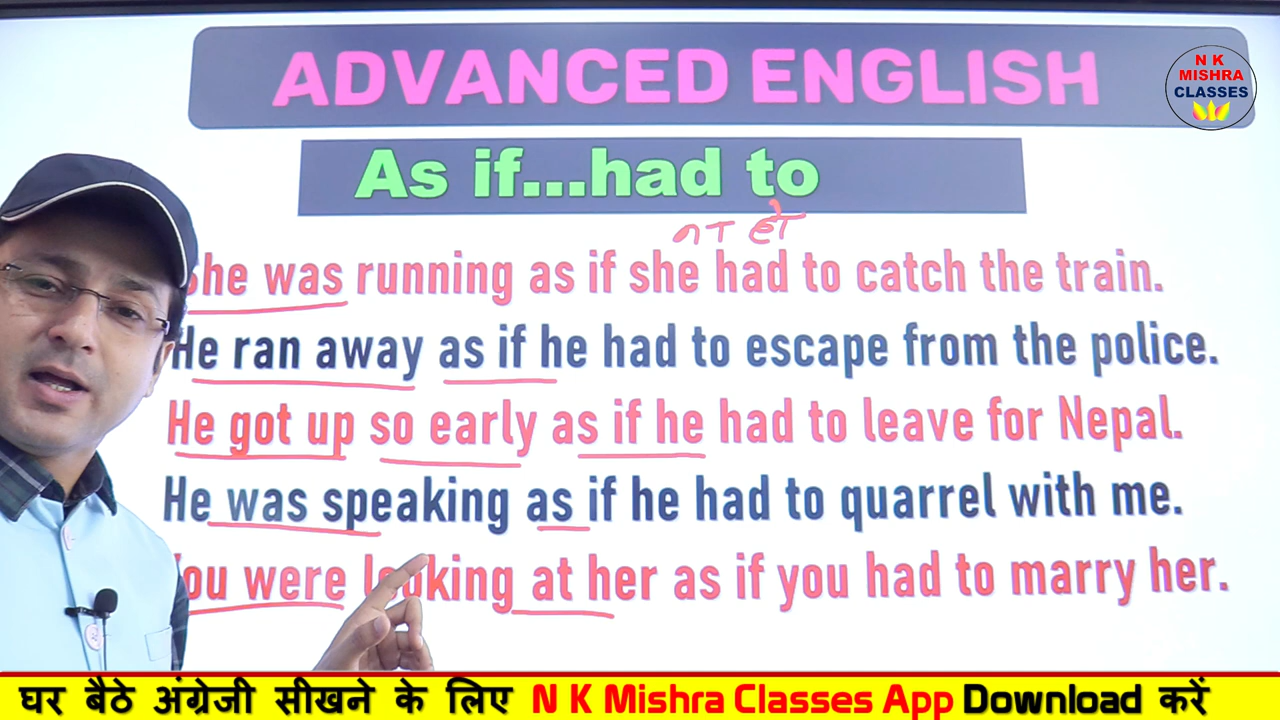 ADVANCED ENGLISH
N K
MISHRA
CLASSES
As if...had to
ना हो
She was running as if she had to catch the train.
He ran away as if he had to escape from the police.
He got up so early as if he had to leave for Nepal.
He was speaking as if he had to quarrel with me.
You were looking at her as if you had to marry her.
घर बैठे अंग्रेजी सीखने के लिए N K Mishra Classes App Download करें